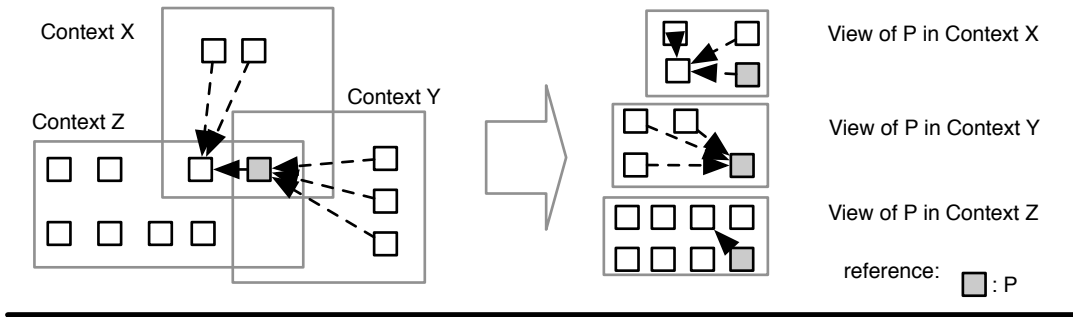 Context X
Context Y
Context Z
View of P in Context X
View of P in Context Y
View of P in Context Z
reference: : P